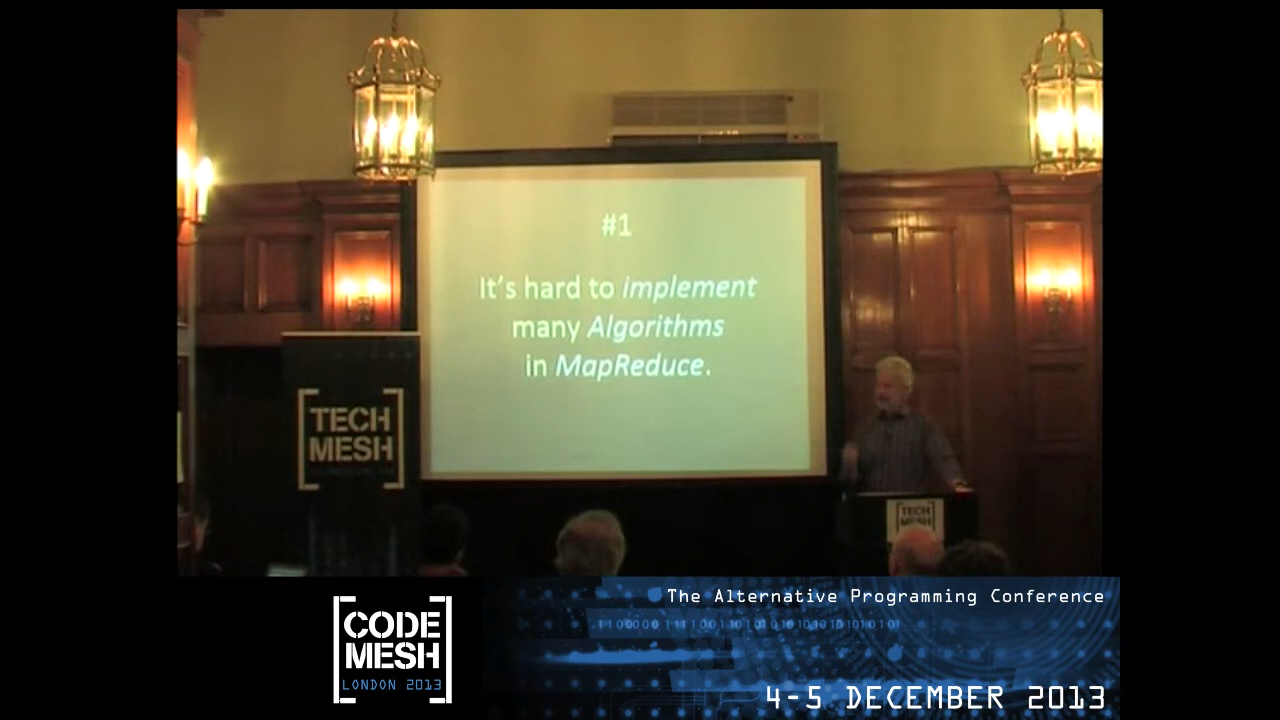 #1
It's hard to implement
many Algorithms
in MapReduce.
TECH
MESH
TECH
MESH
CODE
MESH
LONDON 2013
The Alternative Programming Conference
4-5 DECEMBER 2013